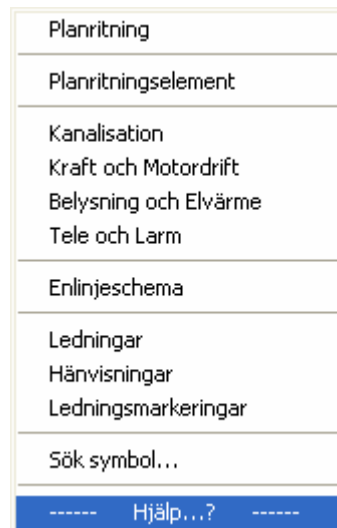 Planritning
Planritningselement
Kanalisation
Kraft och Motordrift
Belysning och Elvärme
Tele och Larm
Enlinjeschema
Ledningar
Hänvisningar
Ledningsmarkeringar
Sök symbol...
------ Hjälp...? ------